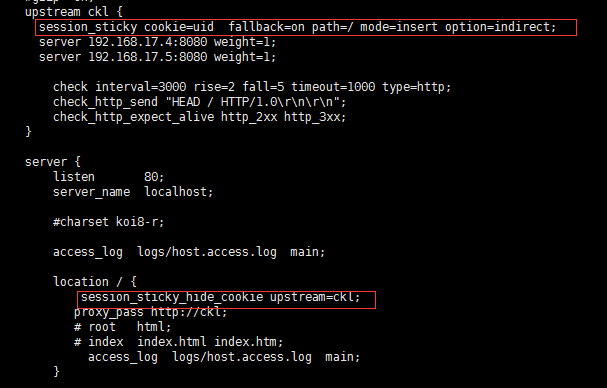 upstream ckl {
session_sticky cookie=uid fallback=on path=/ mode=insert option=indirect;
server 192.168.17.4:8080 weight=1;
server 192.168.17.5:8080 weight=1;
check interval=3000 rise=2 fall=5 timeout=1000 type=http;
check_http_send "HEAD / HTTP/1.0\r\n\r\n";
check_http_expect_alive http_2xx http_3xx;
}
server {
listen 80;
server_name localhost;
#charset koi8-r;
access_log logs/host.access.log main;
location / {
session_sticky_hide_cookie upstream=ckl;
proxy_pass http://ckl;
# root html;
# index index.html index.htm;
access_log logs/host.access.log main;
}